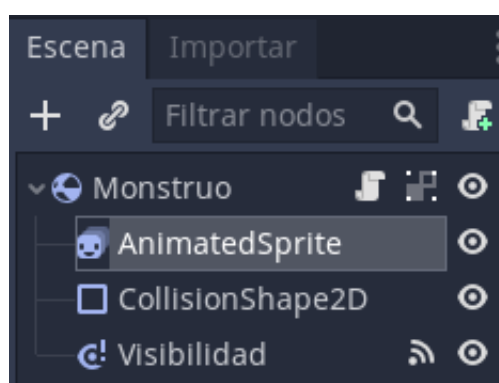 Escena Importar
Filtrar nodos
Monstruo
AnimatedSprite
CollisionShape2D
Visibilidad